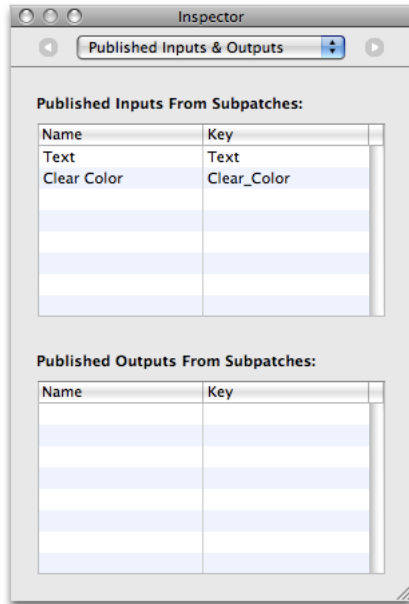 Inspector
Published Inputs & Outputs
Published Inputs From Subpatches:
Name Key
Text Text
Clear Color Clear_Color
Published Outputs From Subpatches:
Name Key